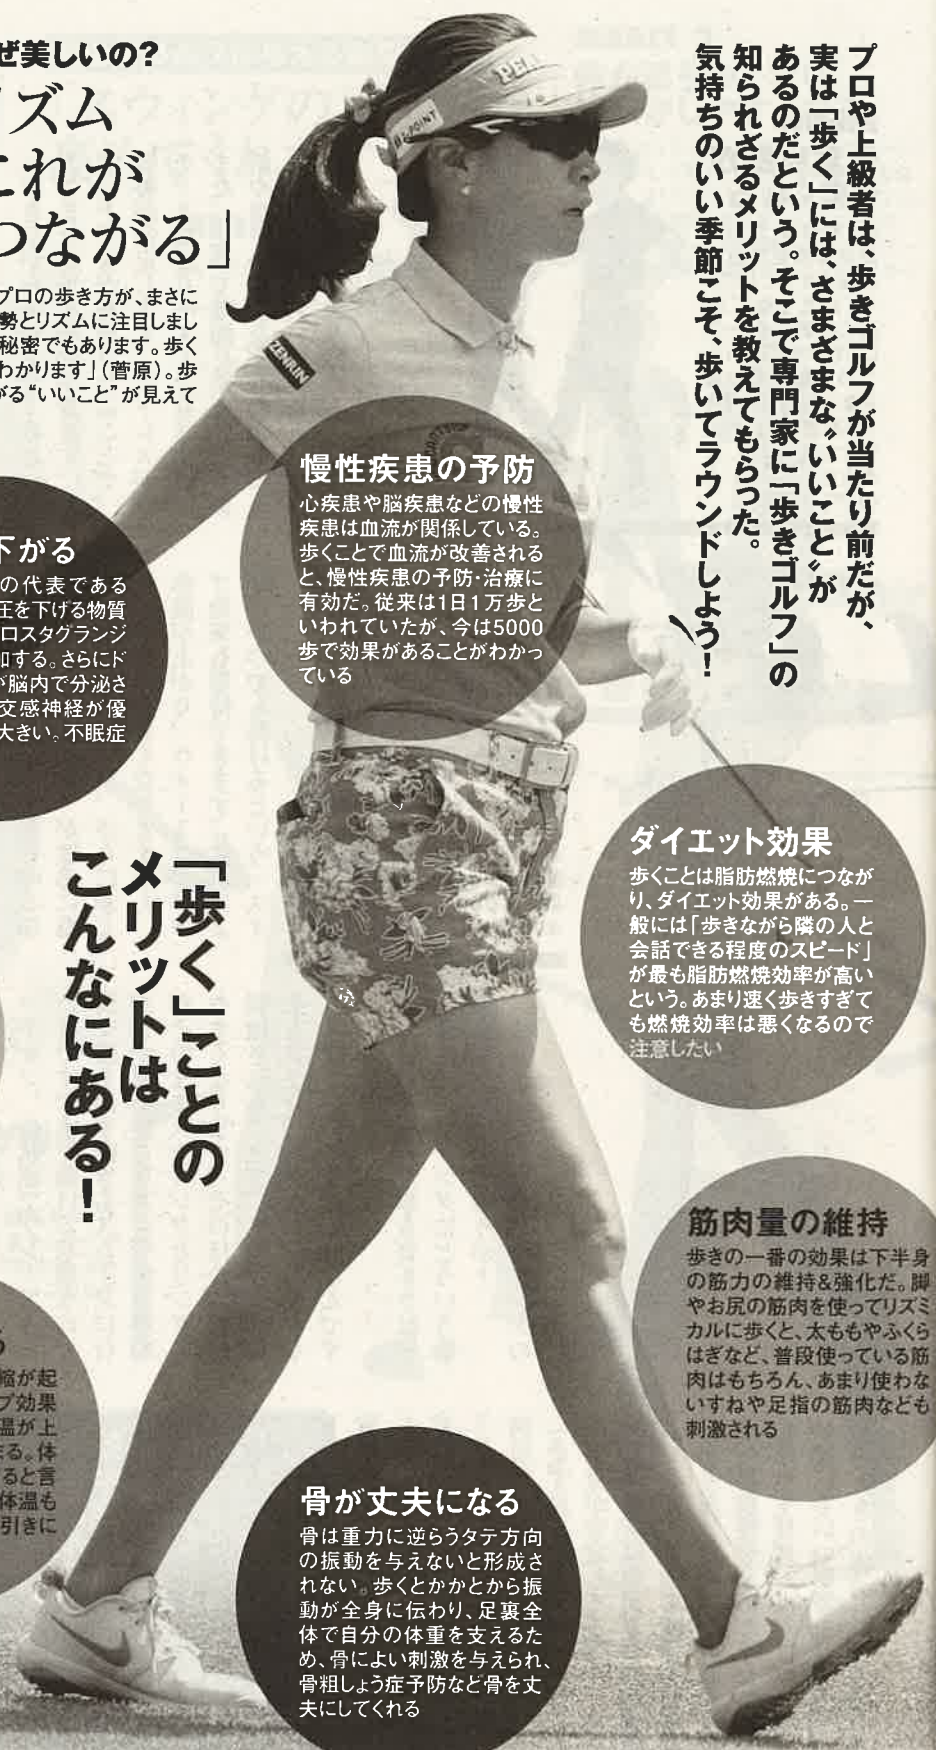 プロや上級者は、歩きゴルフが当たり前だが、
実は「歩く」には、さまざまな〝いいこと〟が
あるのだという。そこで専門家に「歩きゴルフ」の
知られざるメリットを教えてもらった。
気持ちのいい季節こそ、歩いてラウンドしよう！
ぜ美しいの?
リズム
これが
つながる」
プロの歩き方が、まさに
勢とリズムに注目しまし
秘密でもあります。歩く
わかります」(菅原)。歩
がる“いいこと”が見えて
ZENRIN
慢性疾患の予防
心疾患や脳疾患などの慢性
疾患は血流が関係している。
歩くことで血流が改善される
と、慢性疾患の予防・治療に
有効だ。従来は1日1万歩と
いわれていたが、今は5000
歩で効果があることがわかっ
ている
下がる
の代表である
圧を下げる物質
ロスタグランジ
加する。さらにド
が脳内で分泌さ
交感神経が優
大きい。不眠症
「歩く」ことの
メリットは
こんなにある！
ダイエット効果
歩くことは脂肪燃焼につなが
り、ダイエット効果がある。一
般には「歩きながら隣の人と
会話できる程度のスピード」
が最も脂肪燃焼効率が高い
という。あまり速く歩きすぎて
も燃焼効率は悪くなるので
注意したい
筋肉量の維持
歩きの一番の効果は下半身
の筋力の維持&強化だ。脚
やお尻の筋肉を使ってリズミ
カルに歩くと、太ももやふくら
はぎなど、普段使っている筋
肉はもちろん、あまり使わな
いすねや足指の筋肉なども
刺激される
る
縮が起
プ効果
温が上
まる。体
ると言
体温も
引きに
骨が丈夫になる
骨は重力に逆らうタテ方向
の振動を与えないと形成さ
れない。歩くとかかとから振
動が全身に伝わり、足裏全
体で自分の体重を支えるた
め、骨によい刺激を与えられ、
骨粗しょう症予防など骨を丈
夫にしてくれる